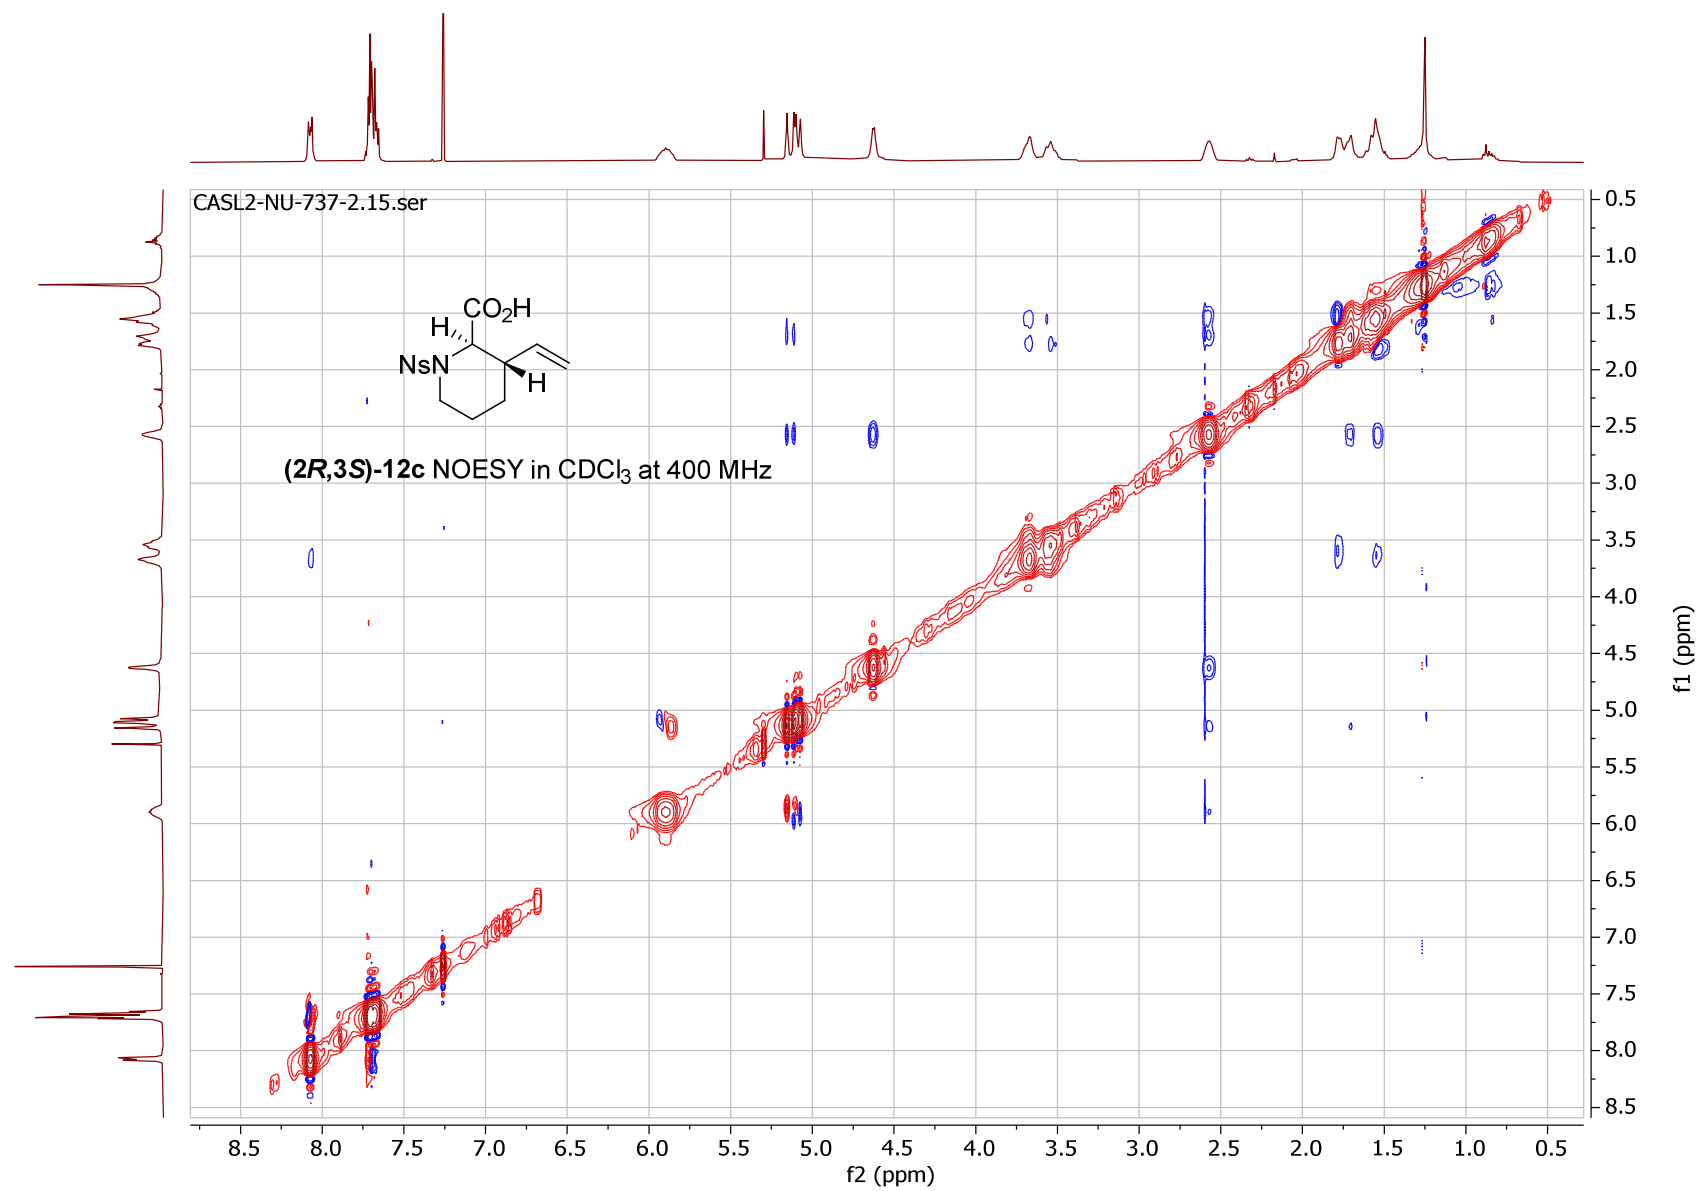 CASL2-NU-737-2.15.ser
CO2H
H
NsN
H
(2R,3S)-12c NOESY in CDCl3 at 400 MHz
0.5
1.0
1.5
2.0
2.5
3.0
3.5
4.0
4.5
5.0
5.5
6.0
6.5
7.0
7.5
8.0
8.5
f1 (ppm)
8.5 8.0 7.5 7.0 6.5 6.0 5.5 5.0 4.5 4.0 3.5 3.0 2.5 2.0 1.5 1.0 0.5
f2 (ppm)